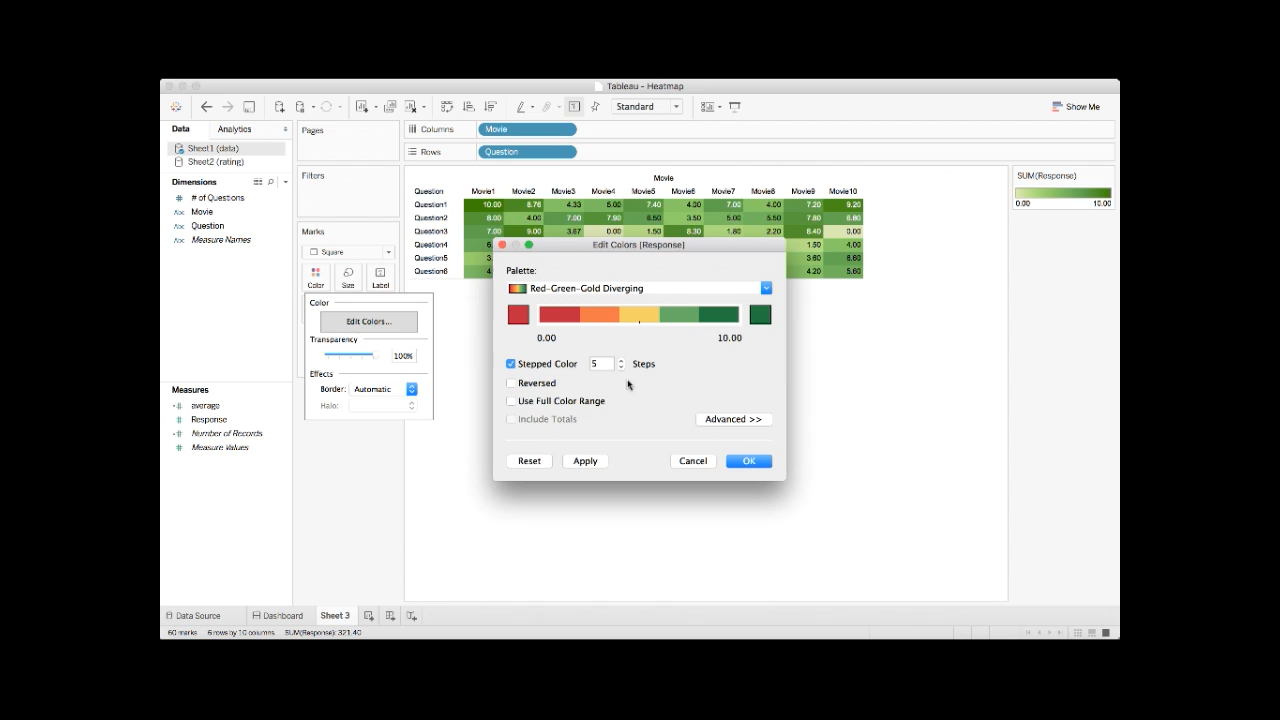 Tableau - Heatmap
Standard
Show Me
Data Analytics
Pages
Columns Movie
Sheet1 (data)
Rows Question
Sheet2 (rating)
Filters
Movie
SUM(Response)
Dimensions
Question Movie1 Movie2 Movie3 Movie4 Movie5 Movie6 Movie7 Movie8 Movie9 Movie10
0.00 10.00
# of Questions
Question1 10.00 8.76 4.33 5.00 7.40 4.00 7.00 4.00 7.20 9.20
Movie
Question2 8.00 4.00 7.00 7.90 6.50 3.50 5.00 5.50 7.80 6.80
Question
Marks
Question3 7.00 9.00 3.67 0.00 1.50 8.30 1.80 2.20 8.40 0.00
Measure Names
Question4 1.50 4.00
Square
Question5 3.60 6.60
Question6 4.20 5.60
Color Size Label
Edit Colors [Response]
Palette:
Red-Green-Gold Diverging
0.00 10.00
Stepped Color 5 Steps
Reversed
Use Full Color Range
Include Totals
Advanced >>
Reset Apply Cancel OK
Color
Edit Colors...
Transparency
100%
Effects
Border: Automatic
Halo:
Measures
average
Response
Number of Records
Measure Values
Data Source Dashboard Sheet 3
60 marks 6 rows by 10 columns SUM(Response): 321.40